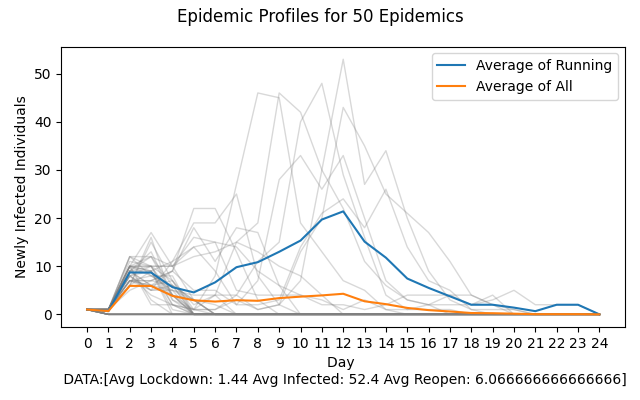 Epidemic Profiles for 50 Epidemics
Average of Running
Average of All
Newly Infected Individuals
50
40
30
20
10
0
0 1 2 3 4 5 6 7 8 9 10 11 12 13 14 15 16 17 18 19 20 21 22 23 24
Day
DATA:[Avg Lockdown: 1.44 Avg Infected: 52.4 Avg Reopen: 6.066666666666666]